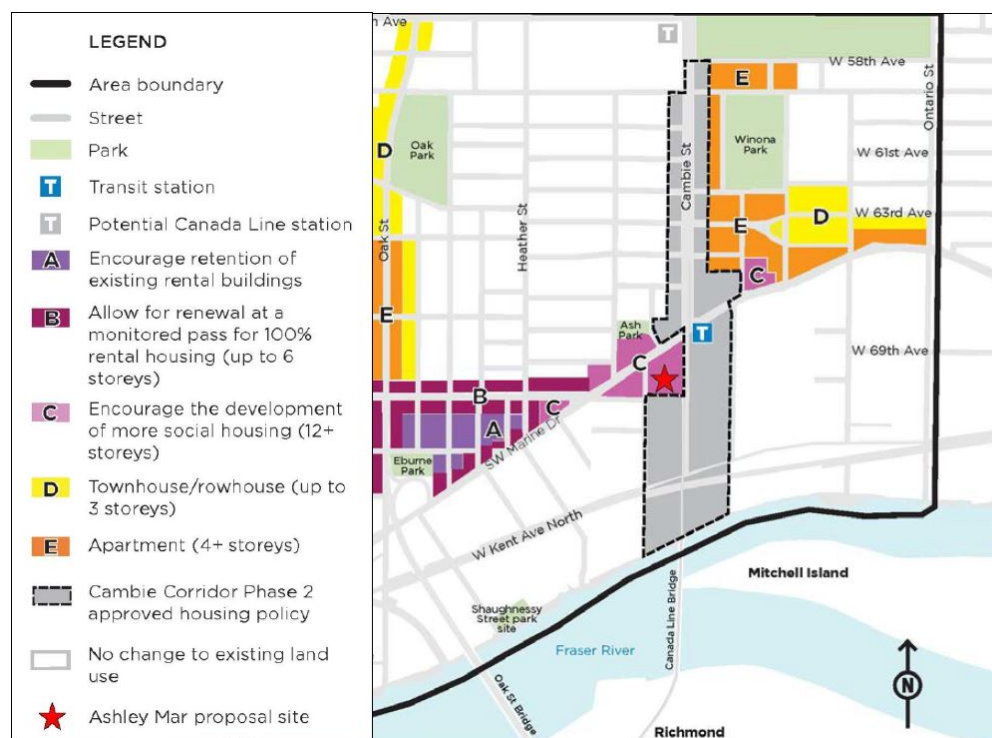 LEGEND
Area boundary
Street
Park
T
Transit station
T
Potential Canada Line station
A
Encourage retention of
existing rental buildings
B
Allow for renewal at a
monitored pass for 100%
rental housing (up to 6
storeys)
C
Encourage the development
of more social housing (12+
storeys)
D
Townhouse/rowhouse (up to
3 storeys)
E
Apartment (4+ storeys)
Cambie Corridor Phase 2
approved housing policy
No change to existing land
use
Ashley Mar proposal site
Ave
T
W 58th Ave
E
Ontario St
Oak
Park
D
Winona
Park
W 61st Ave
Cambie St
Heather St
Oak St
D
W 63rd Ave
E
C
E
Ash
Park
T
W 69th Ave
C
B
C
A
SW Marine Dr
Eburne
Park
W Kent Ave North
Mitchell Island
Shaughnessy
Street park
site
Fraser River
Canada Line Bridge
Oak St Bridge
N
Richmond